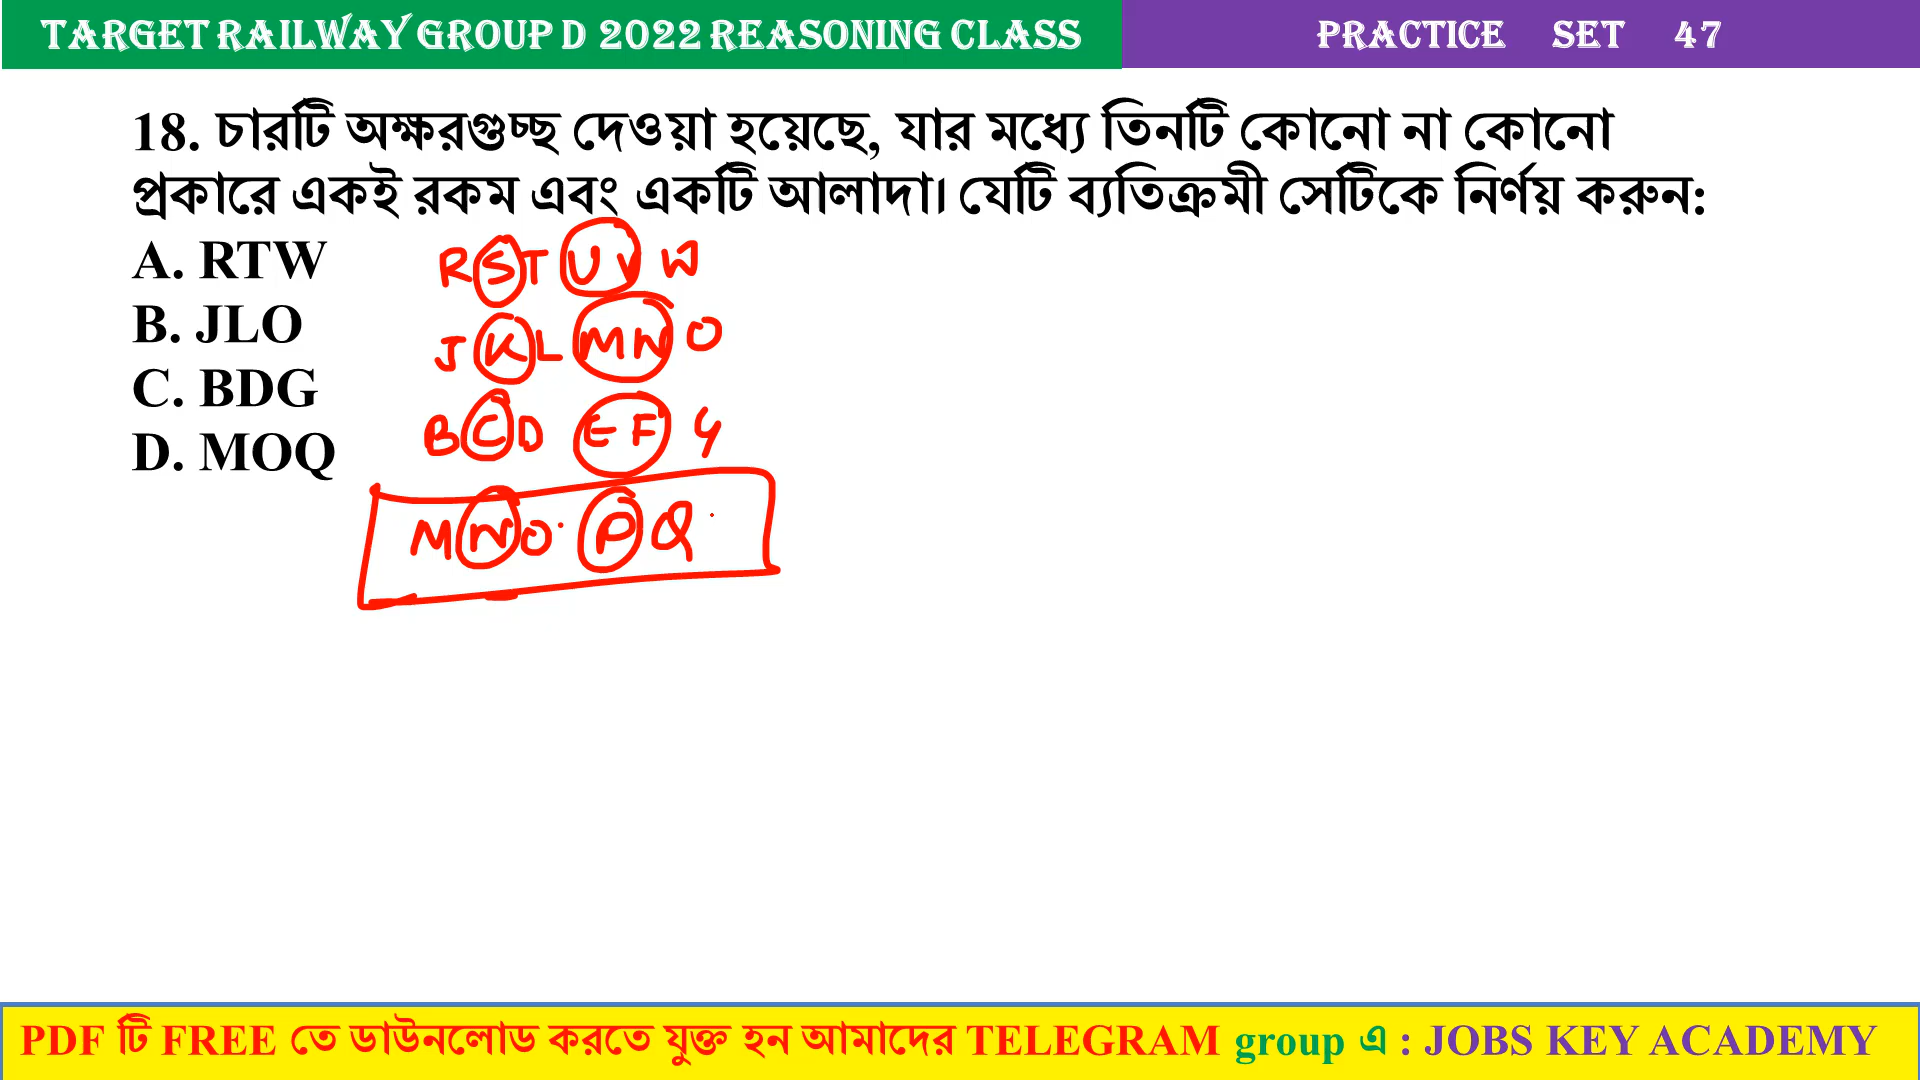 TARGET RAILWAY GROUP D 2022 REASONING CLASS
PRACTICE SET 47
18. চারটি অক্ষরগুচ্ছ দেওয়া হয়েছে, যার মধ্যে তিনটি কোনো না কোনো
প্রকারে একই রকম এবং একটি আলাদা। যেটি ব্যতিক্রমী সেটিকে নির্ণয় করুন:
A. RTW
R S T U V W
B. JLO
J K L M N O
C. BDG
B C D E F G
D. MOQ
M N O P Q
PDF টি FREE তে ডাউনলোড করতে যুক্ত হন আমাদের TELEGRAM group এ : JOBS KEY ACADEMY